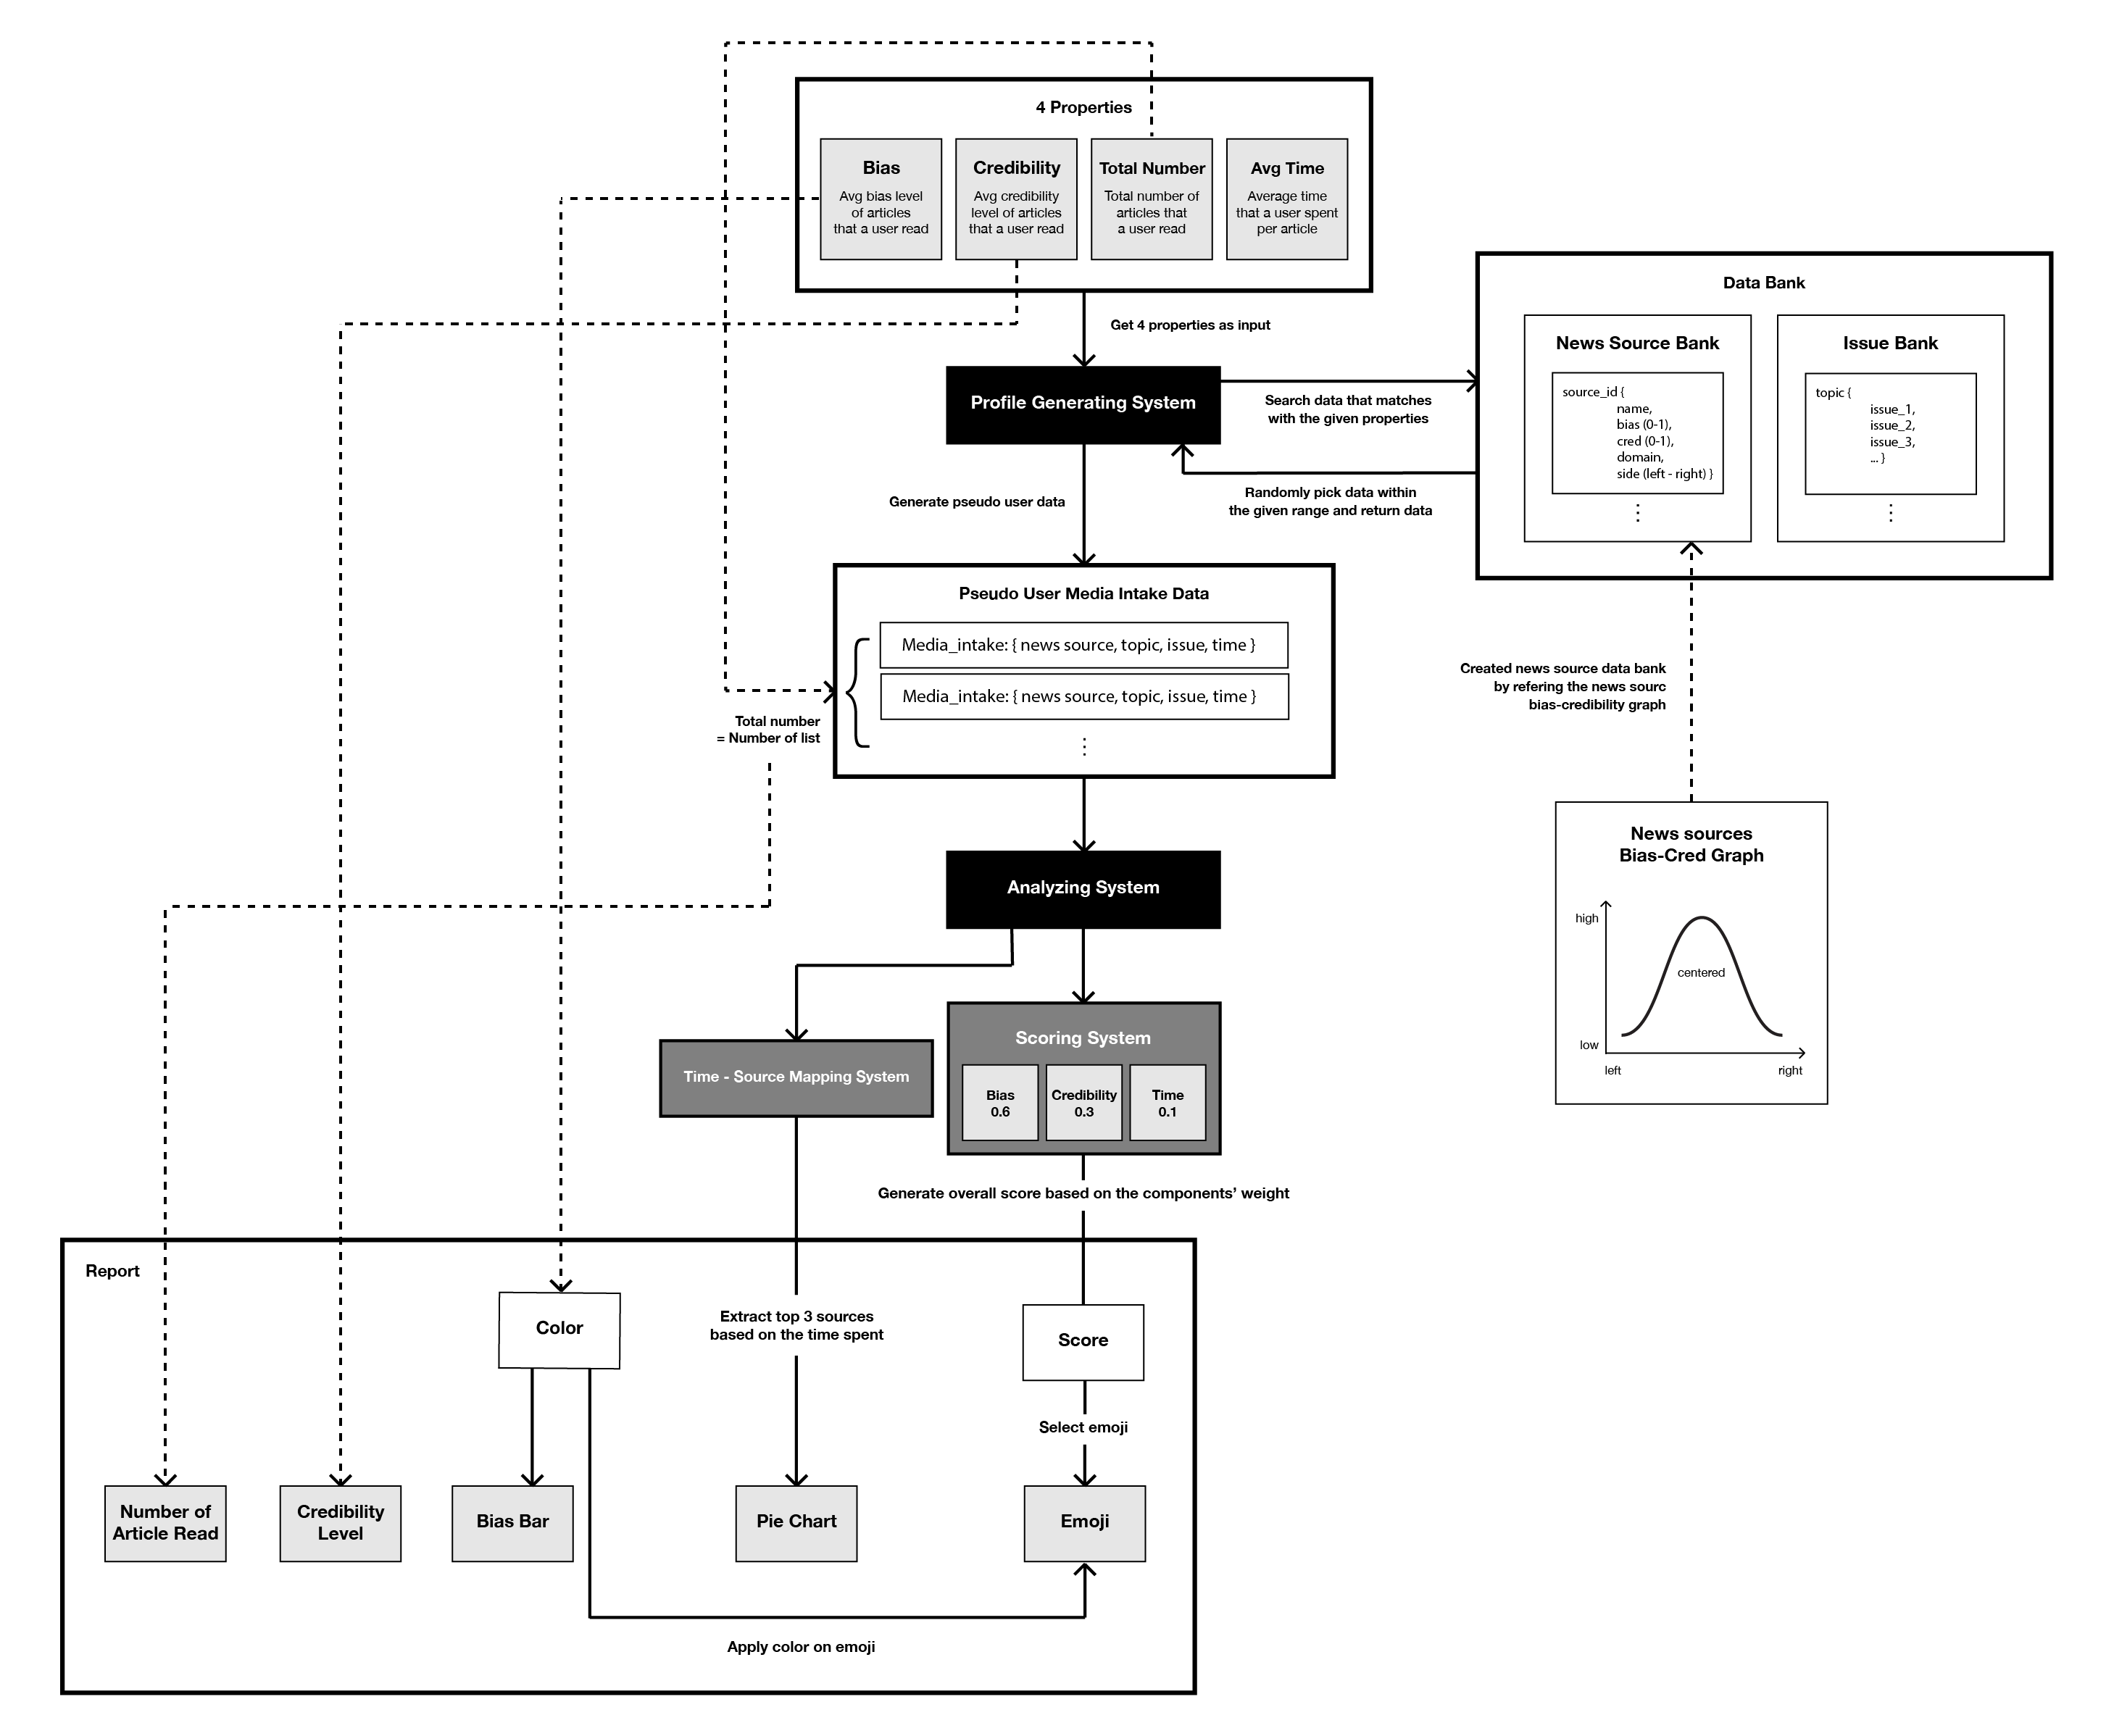 4 Properties
Bias
Avg bias level
of articles
that a user read
Credibility
Avg credibility
level of articles
that a user read
Total Number
Total number of
articles that
a user read
Avg Time
Average time
that a user spent
per article
Get 4 properties as input
Profile Generating System
Search data that matches
with the given properties
Randomly pick data within
the given range and return data
Data Bank
News Source Bank
source_id {
name,
bias (0-1),
cred (0-1),
domain,
side (left - right) }
⋮
Issue Bank
topic {
issue_1,
issue_2,
issue_3,
... }
⋮
Generate pseudo user data
Pseudo User Media Intake Data
Media_intake: { news source, topic, issue, time }
Media_intake: { news source, topic, issue, time }
⋮
Total number
= Number of list
Created news source data bank
by refering the news sourc
bias-credibility graph
News sources
Bias-Cred Graph
high
centered
low
left
right
Analyzing System
Time - Source Mapping System
Scoring System
Bias
0.6
Credibility
0.3
Time
0.1
Generate overall score based on the components’ weight
Report
Color
Extract top 3 sources
based on the time spent
Score
Select emoji
Number of
Article Read
Credibility
Level
Bias Bar
Pie Chart
Emoji
Apply color on emoji